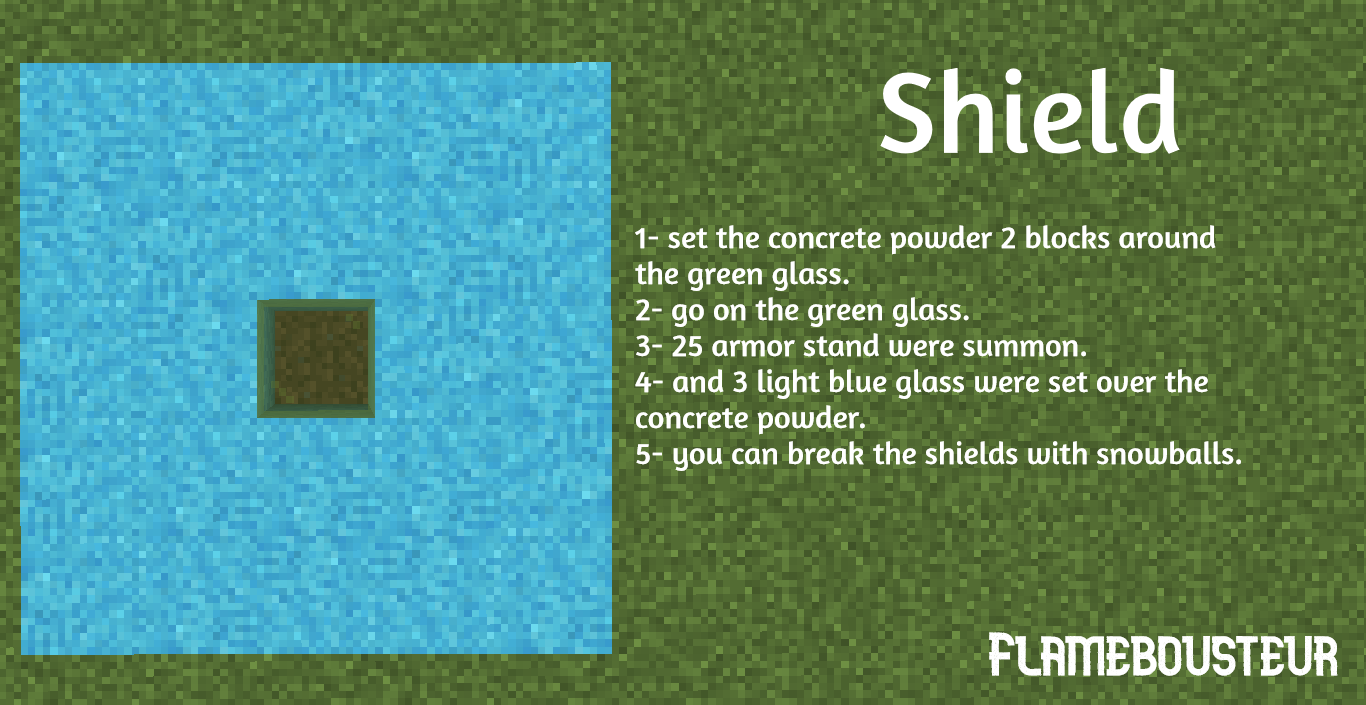 Shield
1- set the concrete powder 2 blocks around
the green glass.
2- go on the green glass.
3- 25 armor stand were summon.
4- and 3 light blue glass were set over the
concrete powder.
5- you can break the shields with snowballs.
FLAMEBOUSTEUR